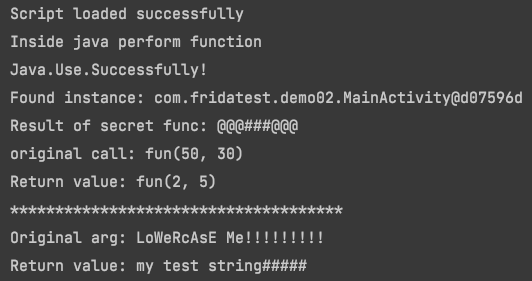 Script loaded successfully
Inside java perform function
Java.Use.Successfully!
Found instance: com.fridatest.demo02.MainActivity@d07596d
Result of secret func: @@@###@@@
original call: fun(50, 30)
Return value: fun(2, 5)
*************************************
Original arg: LoWeRcAsE Me!!!!!!!!!
Return value: my test string#####